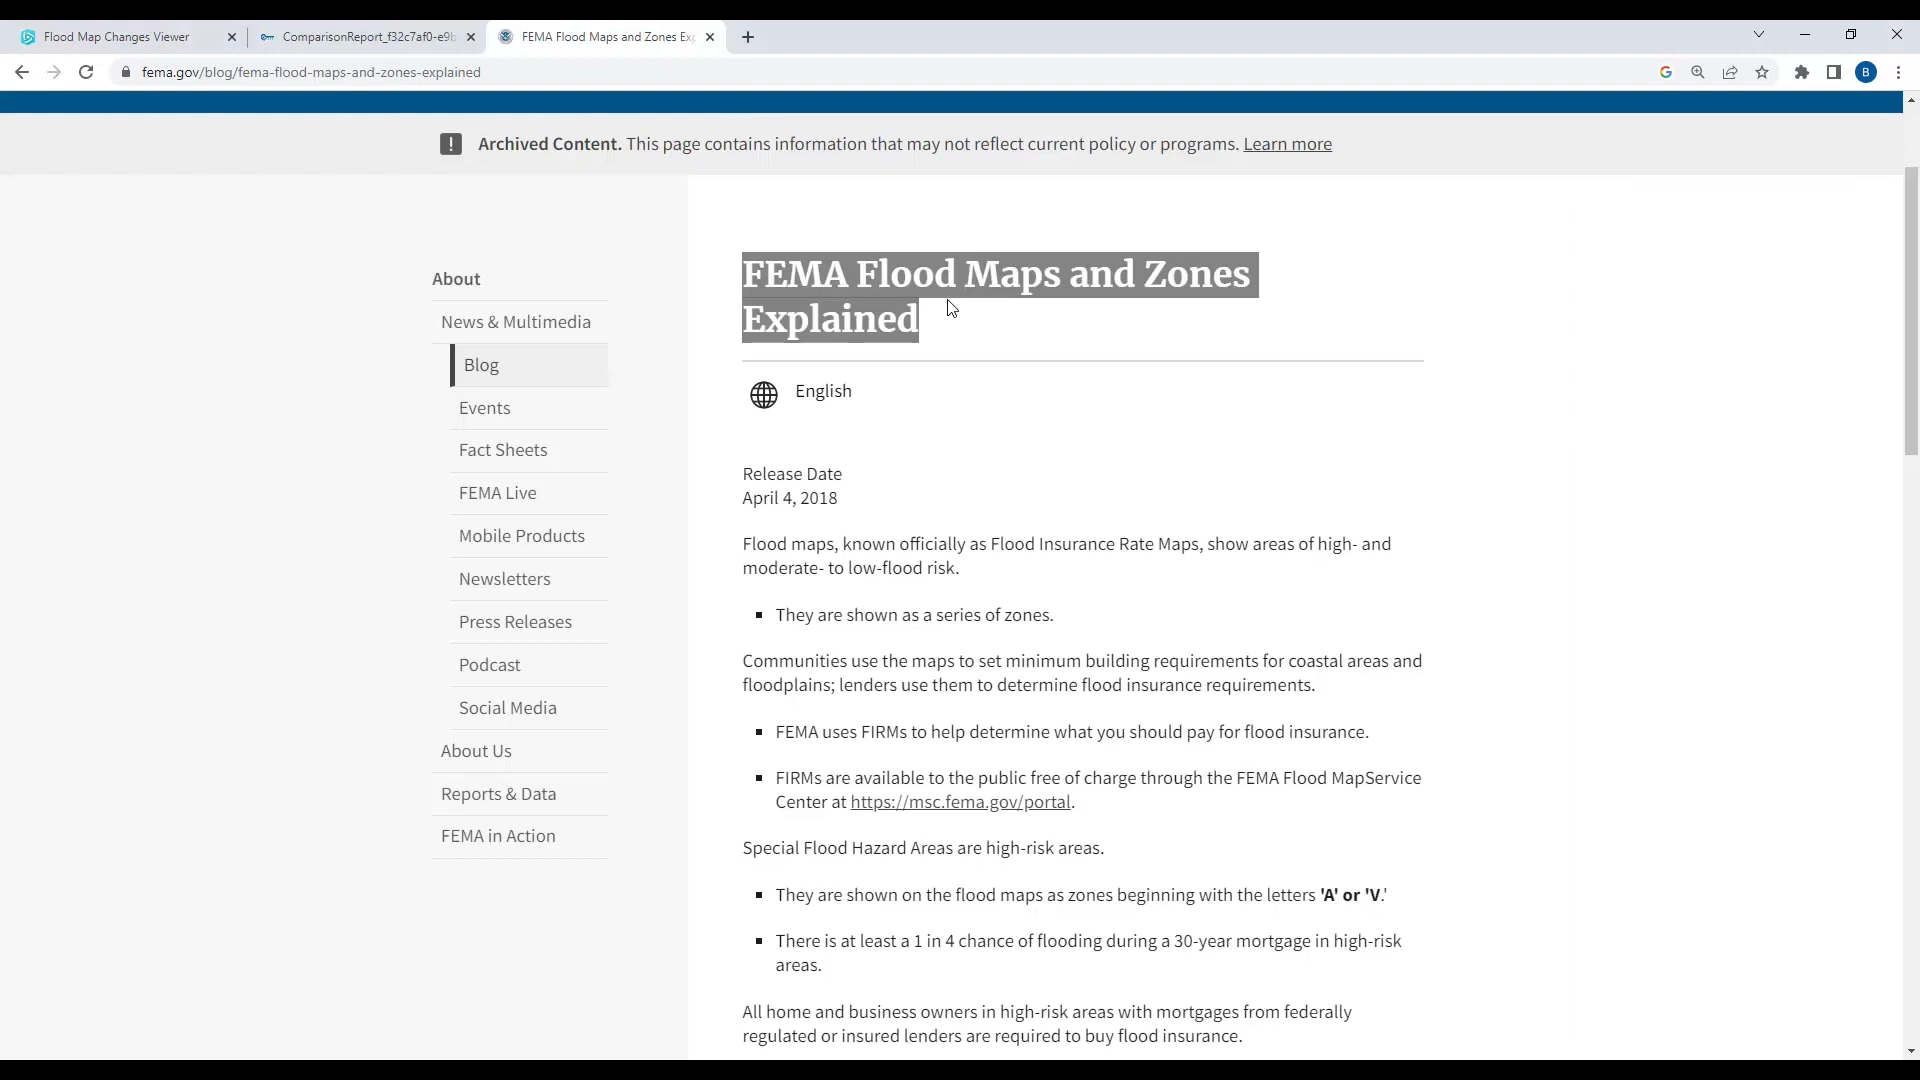 Flood Map Changes Viewer
ComparisonReport_f32c7af0-e9b
FEMA Flood Maps and Zones Exp
fema.gov/blog/fema-flood-maps-and-zones-explained
B
Archived Content. This page contains information that may not reflect current policy or programs. Learn more
About
News & Multimedia
Blog
Events
Fact Sheets
FEMA Live
Mobile Products
Newsletters
Press Releases
Podcast
Social Media
About Us
Reports & Data
FEMA in Action
FEMA Flood Maps and Zones
Explained
English
Release Date
April 4, 2018
Flood maps, known officially as Flood Insurance Rate Maps, show areas of high- and
moderate- to low-flood risk.
They are shown as a series of zones.
Communities use the maps to set minimum building requirements for coastal areas and
floodplains; lenders use them to determine flood insurance requirements.
FEMA uses FIRMs to help determine what you should pay for flood insurance.
FIRMs are available to the public free of charge through the FEMA Flood MapService
Center at https://msc.fema.gov/portal.
Special Flood Hazard Areas are high-risk areas.
They are shown on the flood maps as zones beginning with the letters 'A' or 'V.'
There is at least a 1 in 4 chance of flooding during a 30-year mortgage in high-risk
areas.
All home and business owners in high-risk areas with mortgages from federally
regulated or insured lenders are required to buy flood insurance.